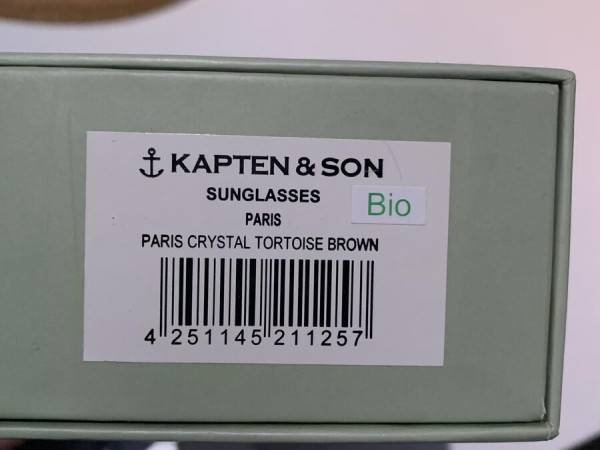 KAPTEN & SON
SUNGLASSES
Bio
PARIS
PARIS CRYSTAL TORTOISE BROWN
4 251145 211257